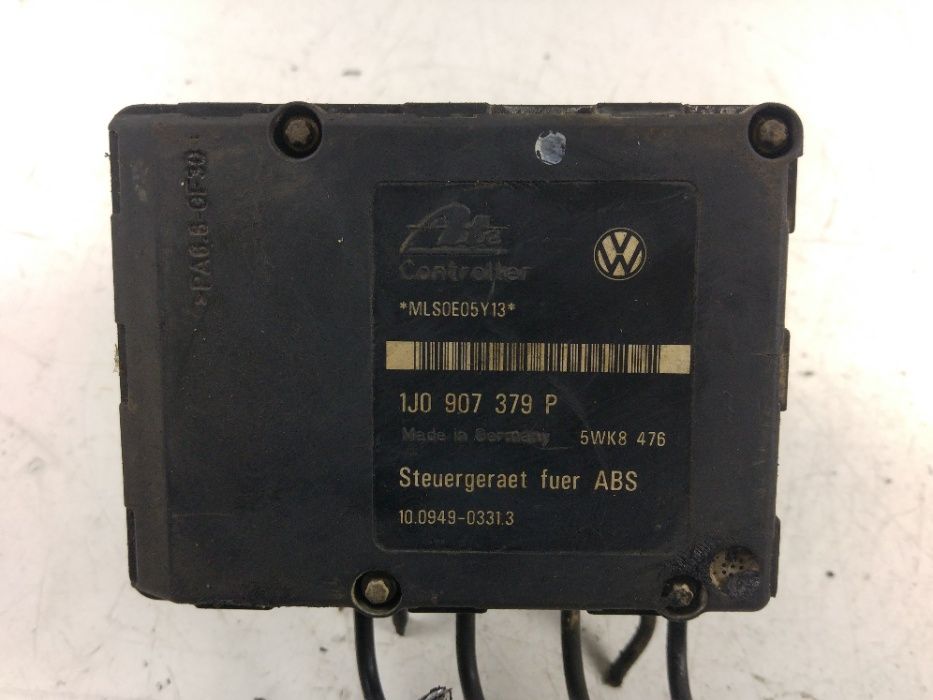 >PA6.6-GF30<
Ate
Controller
*MLS0E05Y13*
1J0 907 379 P
Made in Germany 5WK8 476
Steuergeraet fuer ABS
10.0949-0331.3